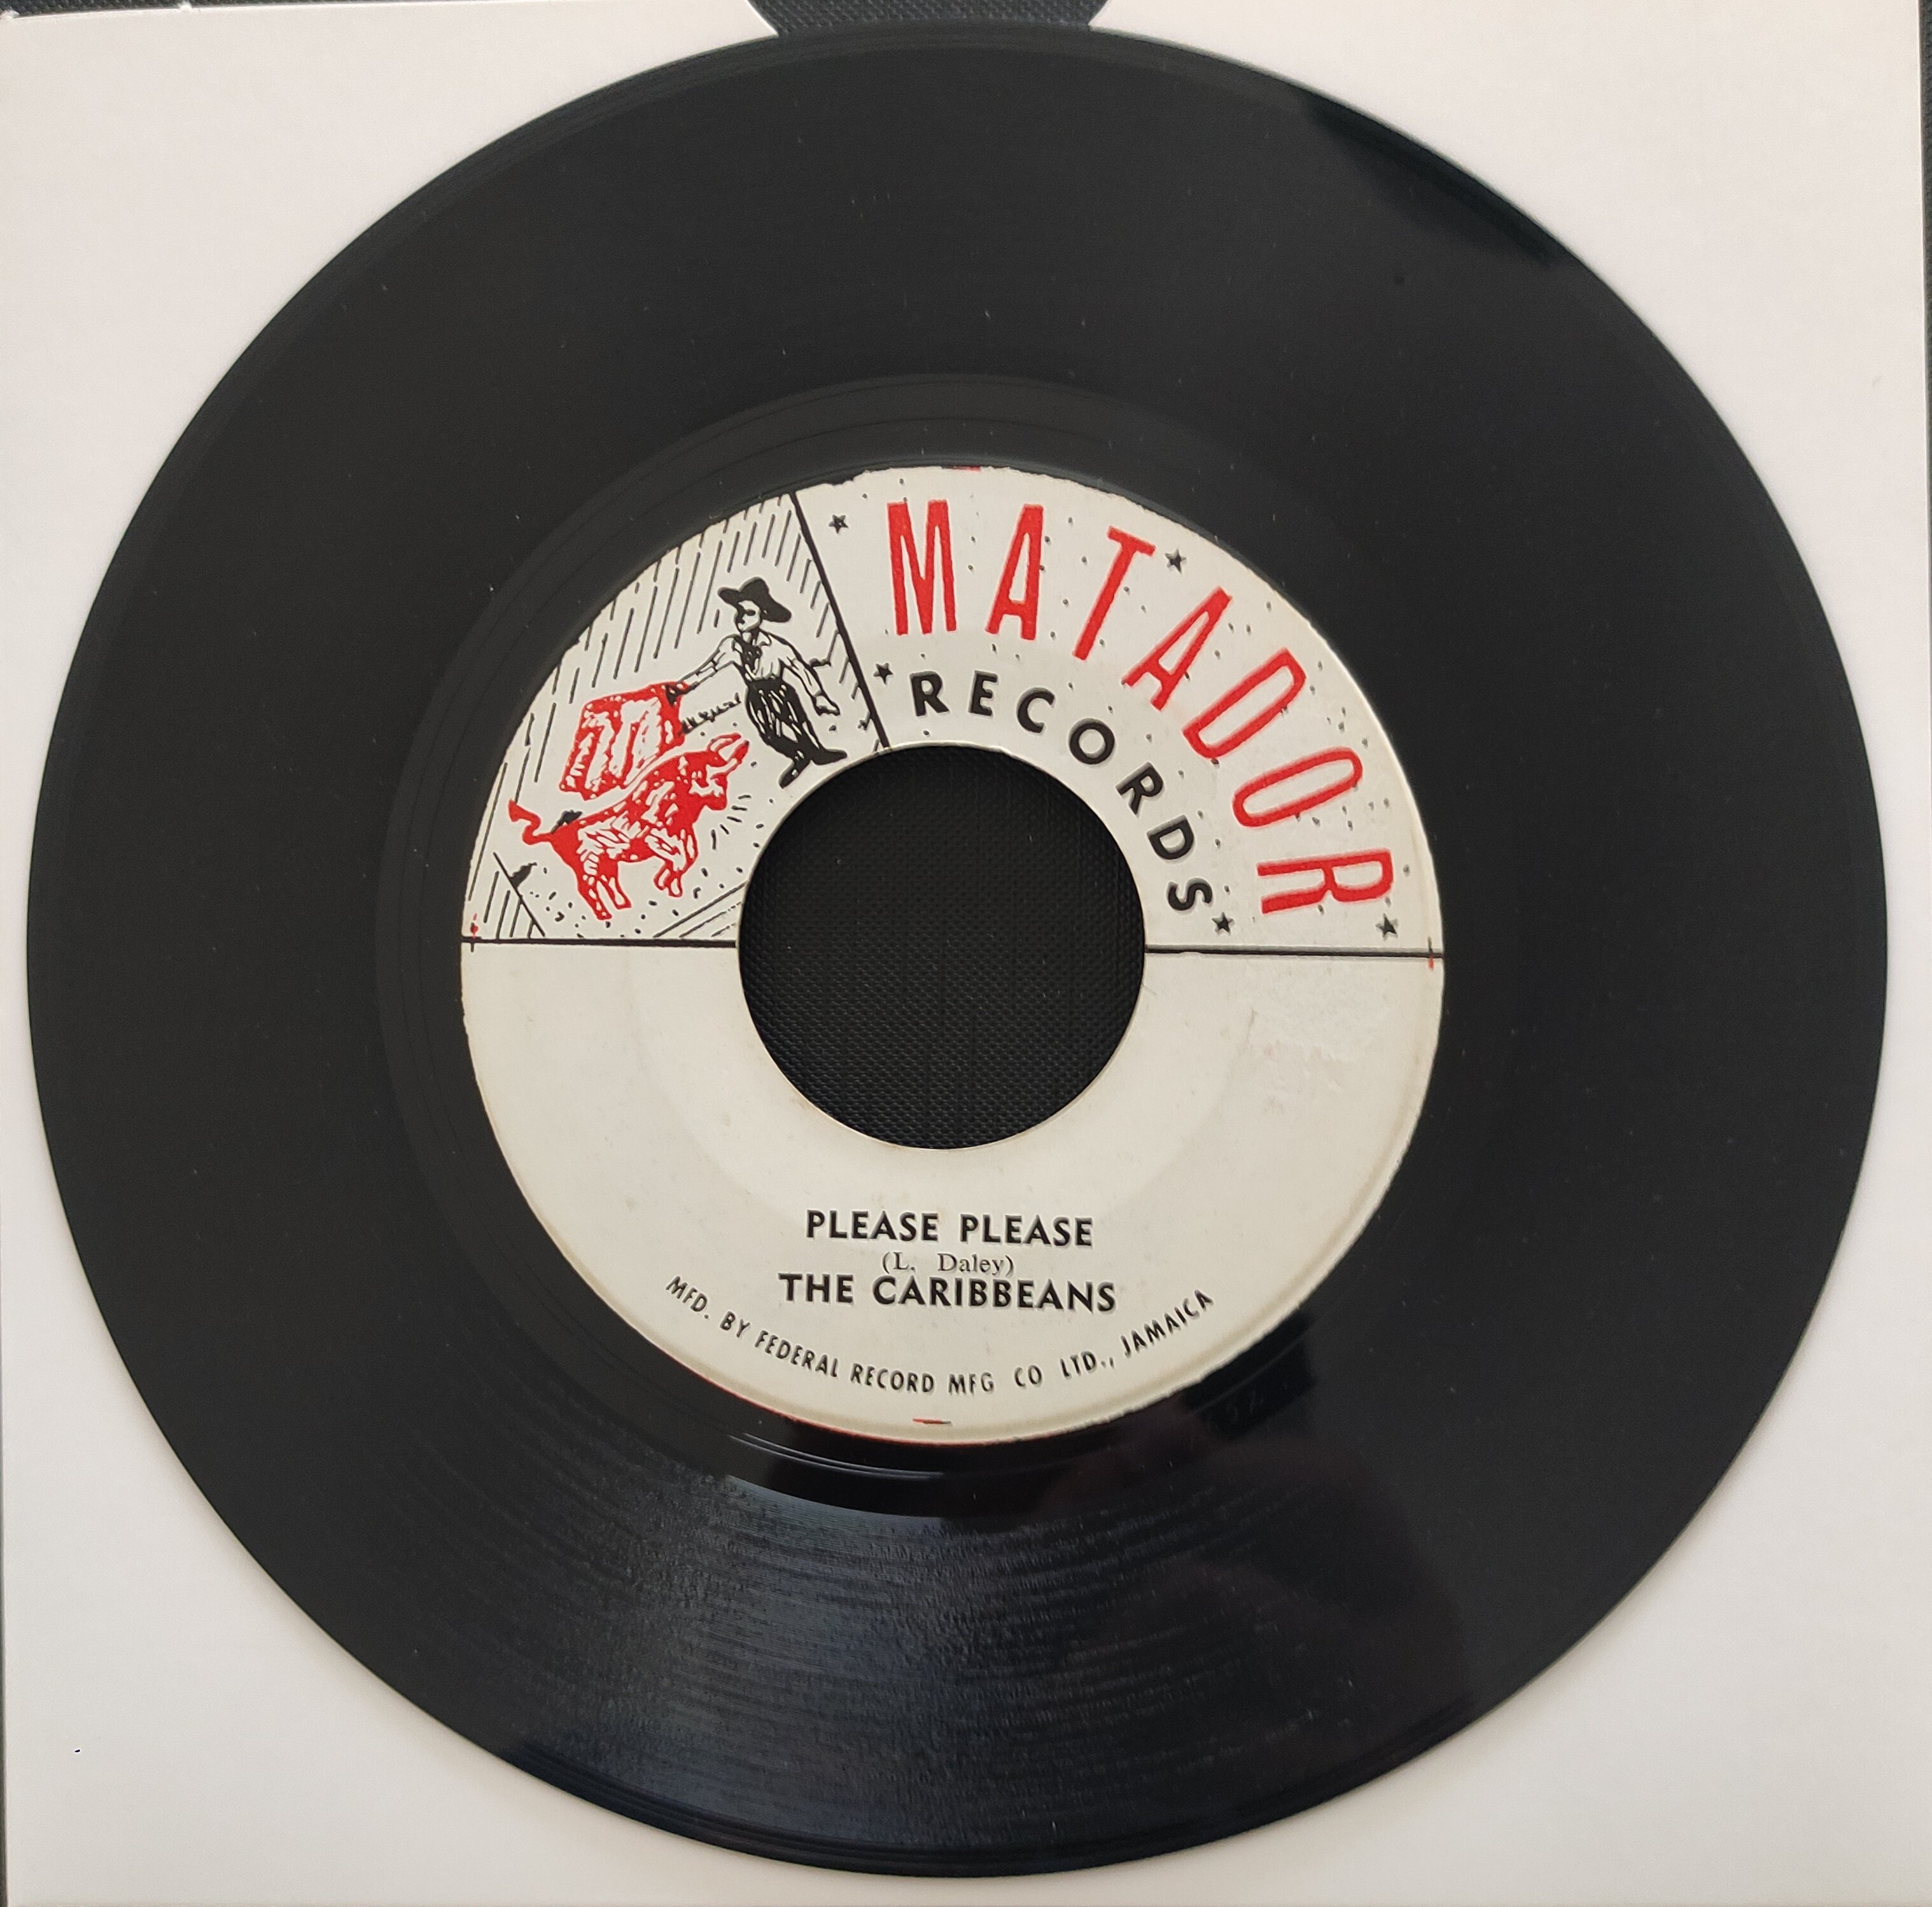 MATADOR
RECORDS
PLEASE PLEASE
(L. Daley)
THE CARIBBEANS
MFD. BY FEDERAL RECORD MFG CO LTD., JAMAICA